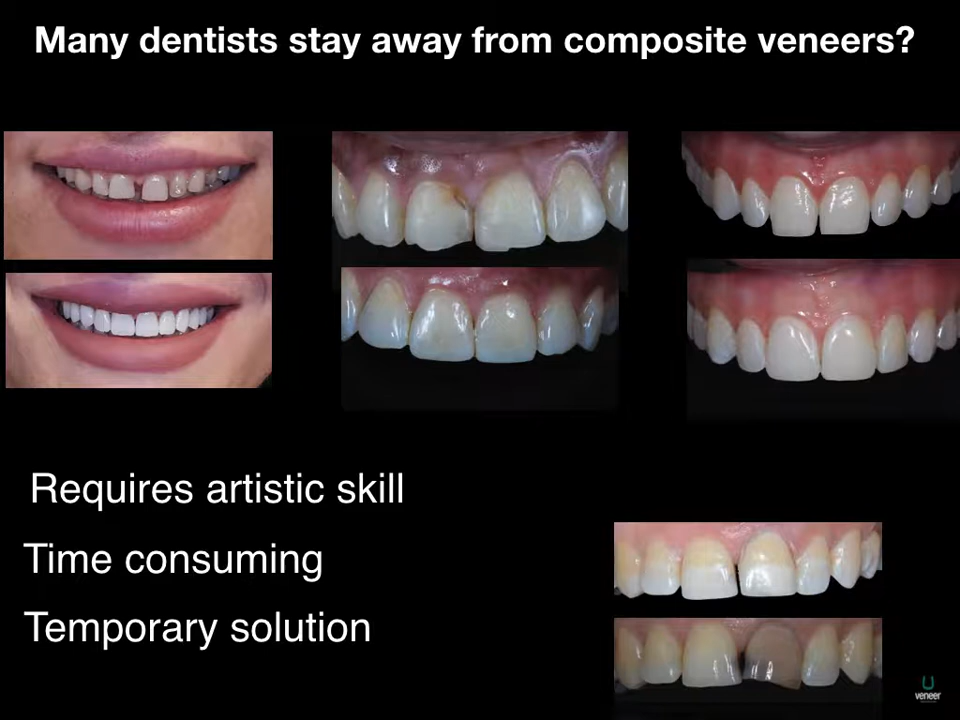 Many dentists stay away from composite veneers?
Requires artistic skill
Time consuming
Temporary solution
veneer